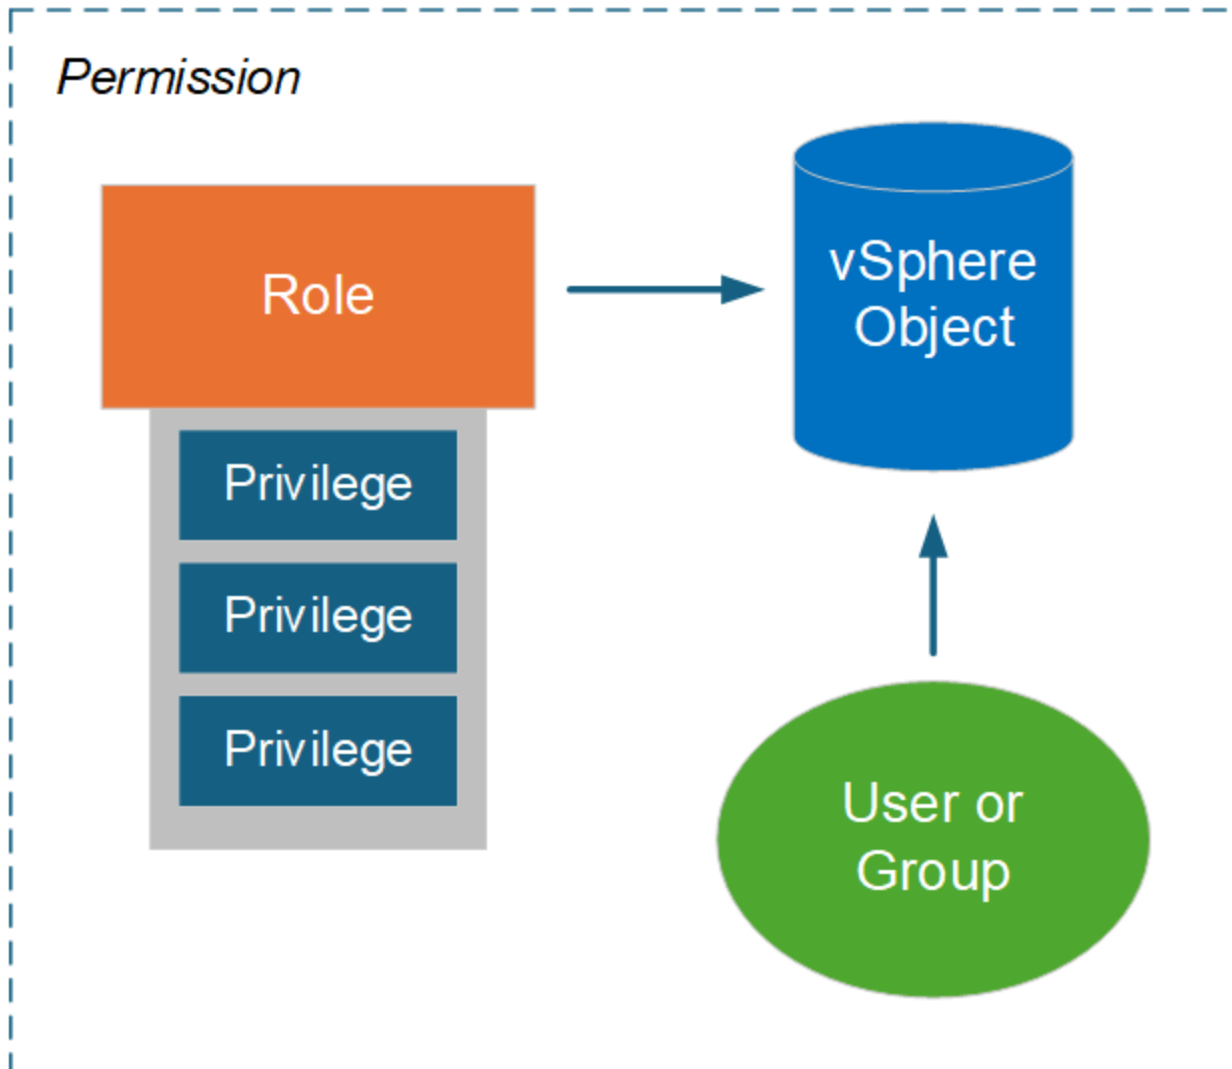 Permission
Role
Privilege
Privilege
Privilege
vSphere
Object
User or
Group